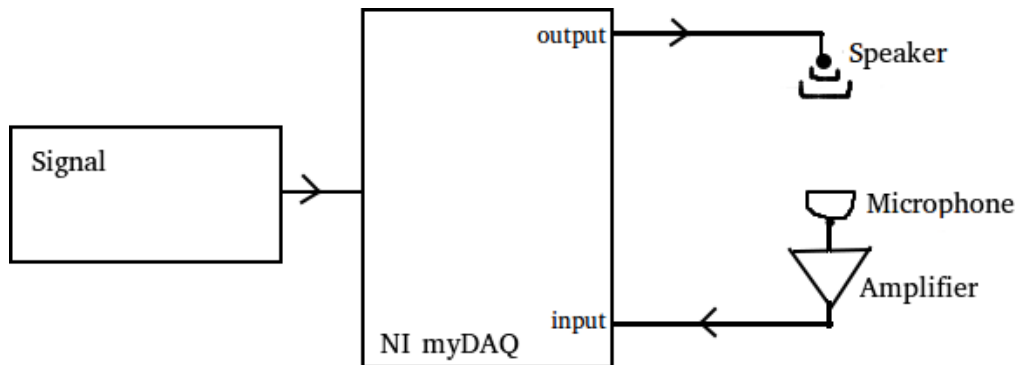 output
Speaker
Signal
Microphone
Amplifier
input
NI myDAQ